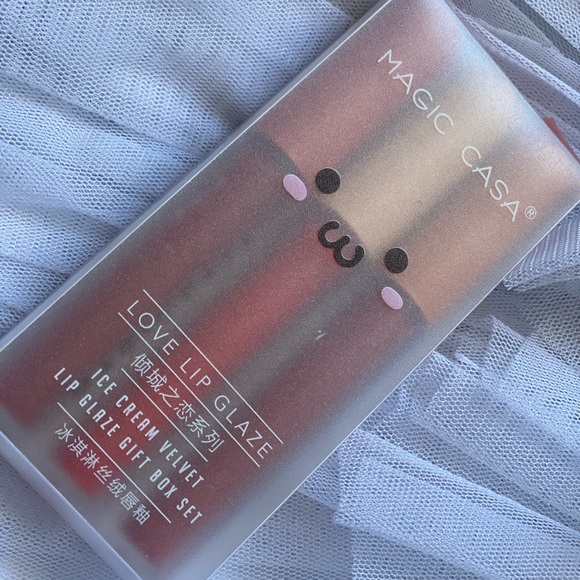 MAGIC CASA®
LOVE LIP GLAZE
倾城之恋系列
ICE CREAM VELVET
LIP GLAZE GIFT BOX SET
冰淇淋丝绒唇釉